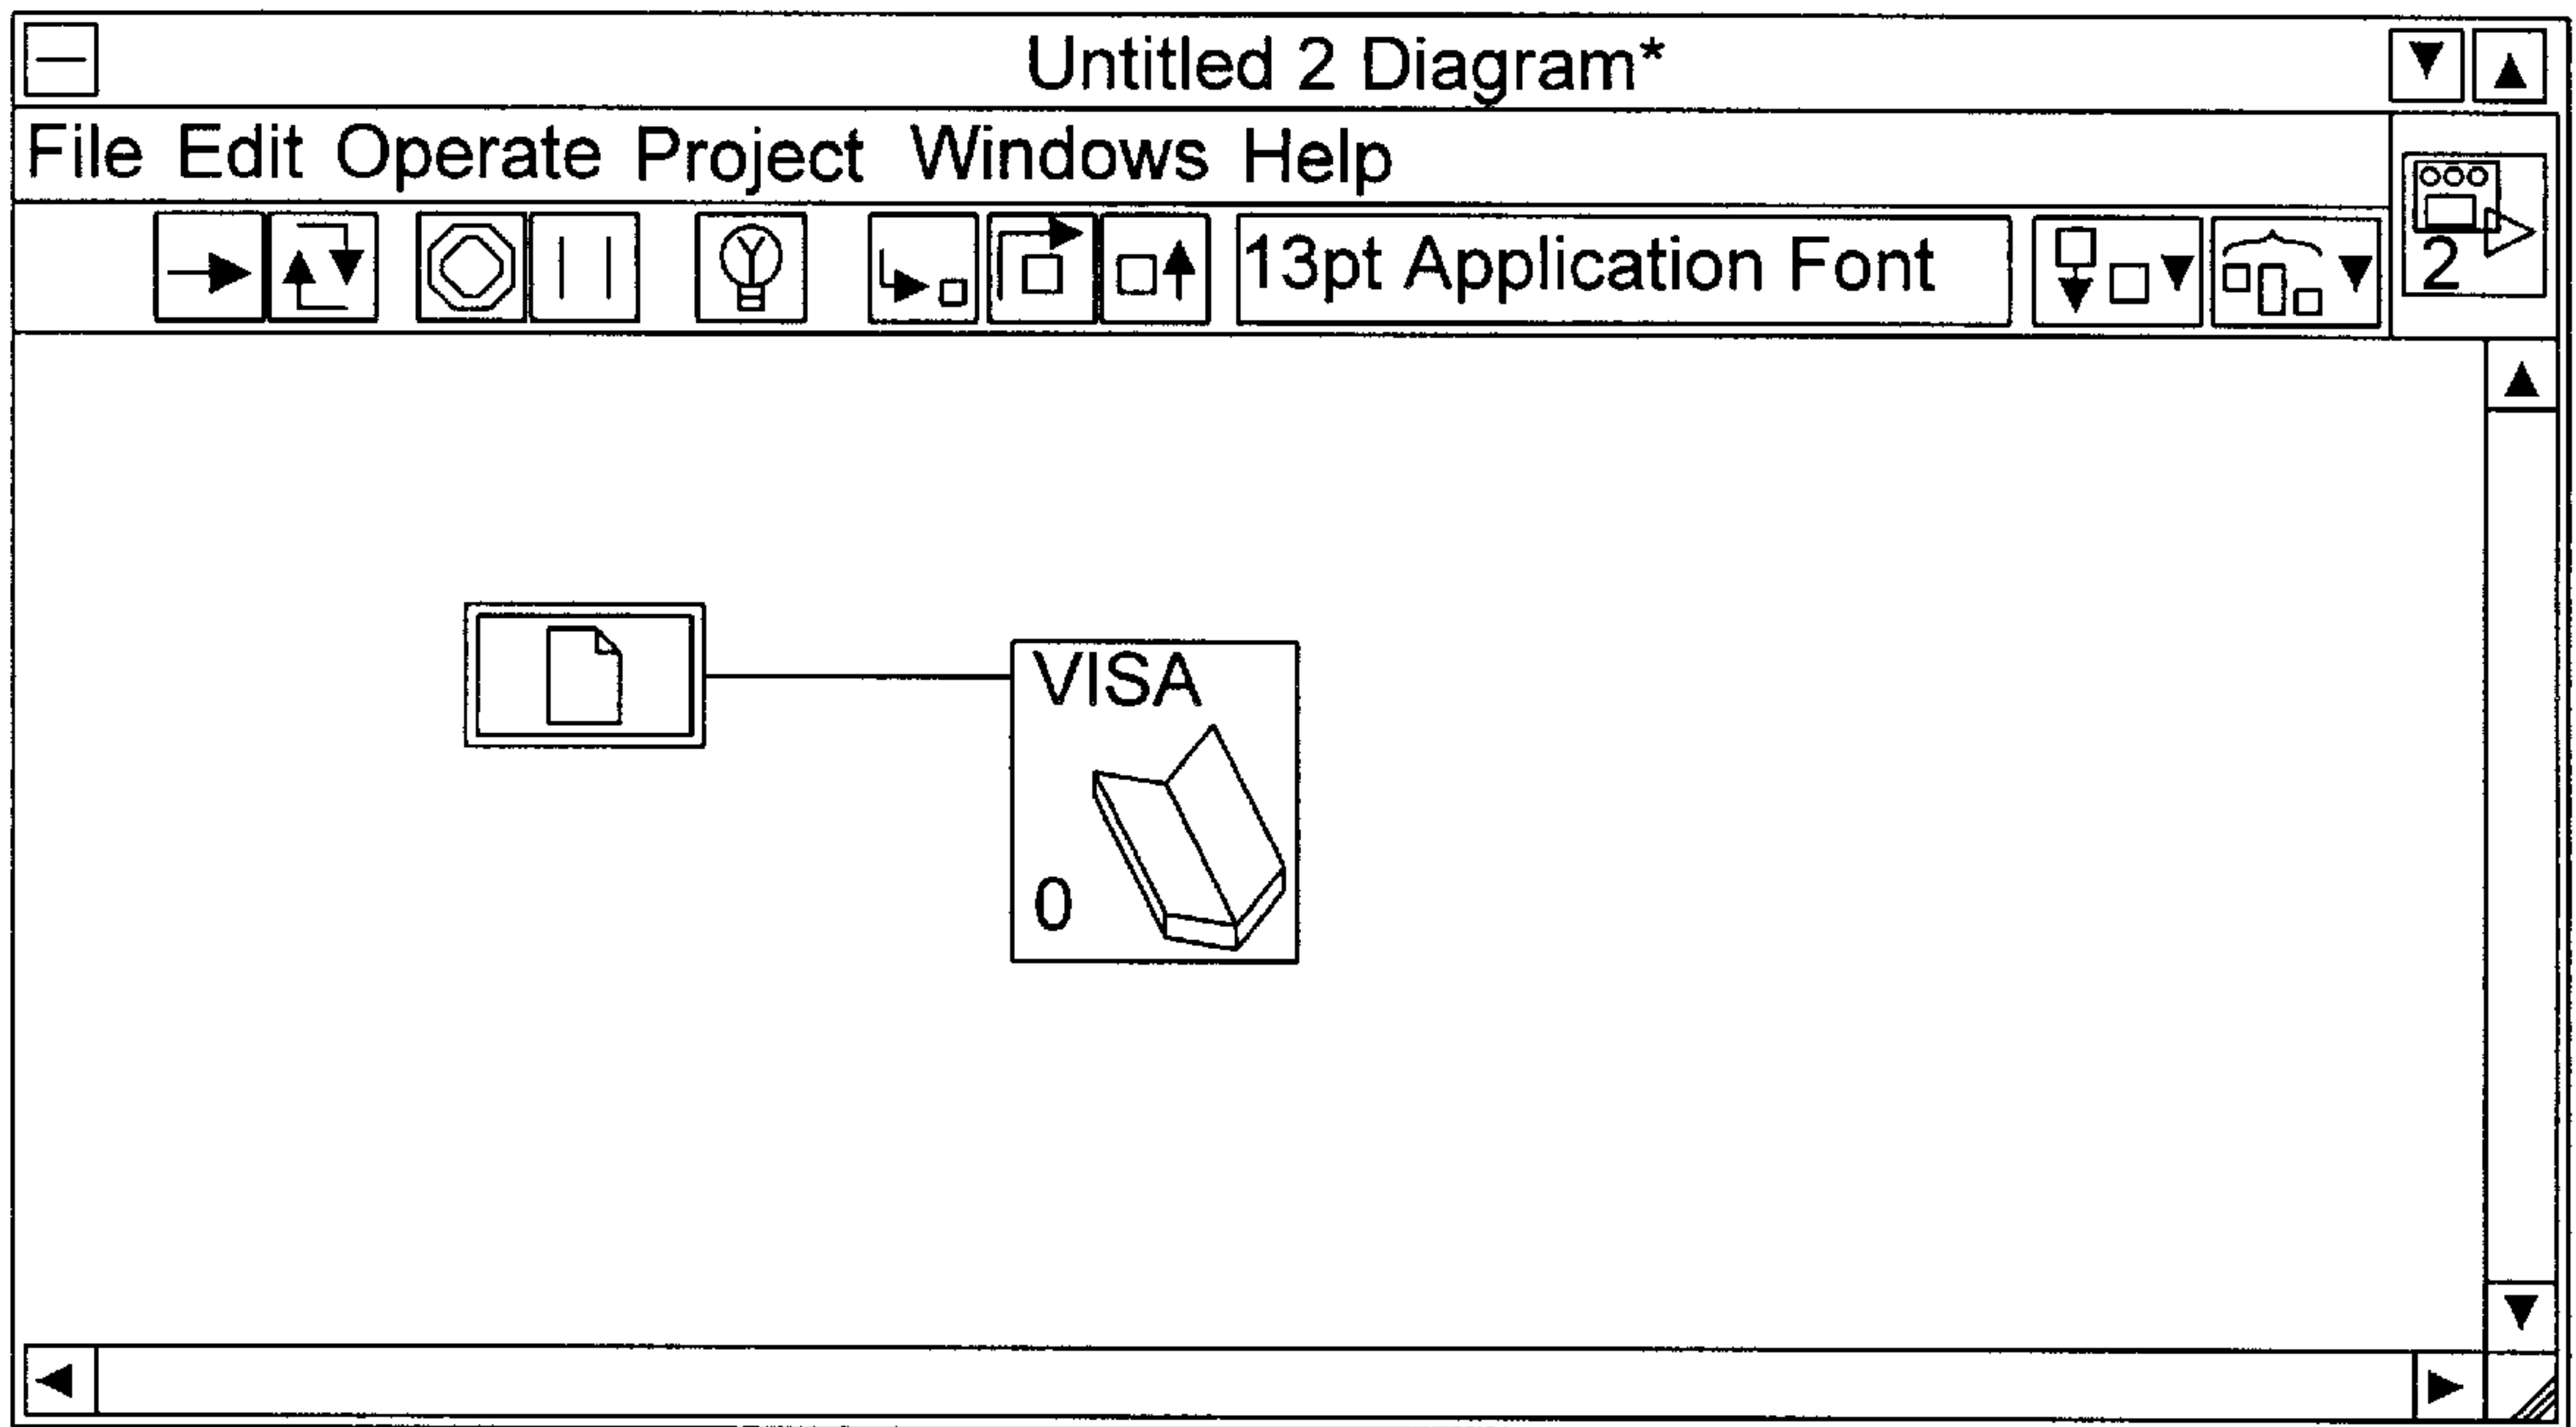 Untitled 2 Diagram*
File Edit Operate Project Windows Help
13pt Application Font
2
VISA
0